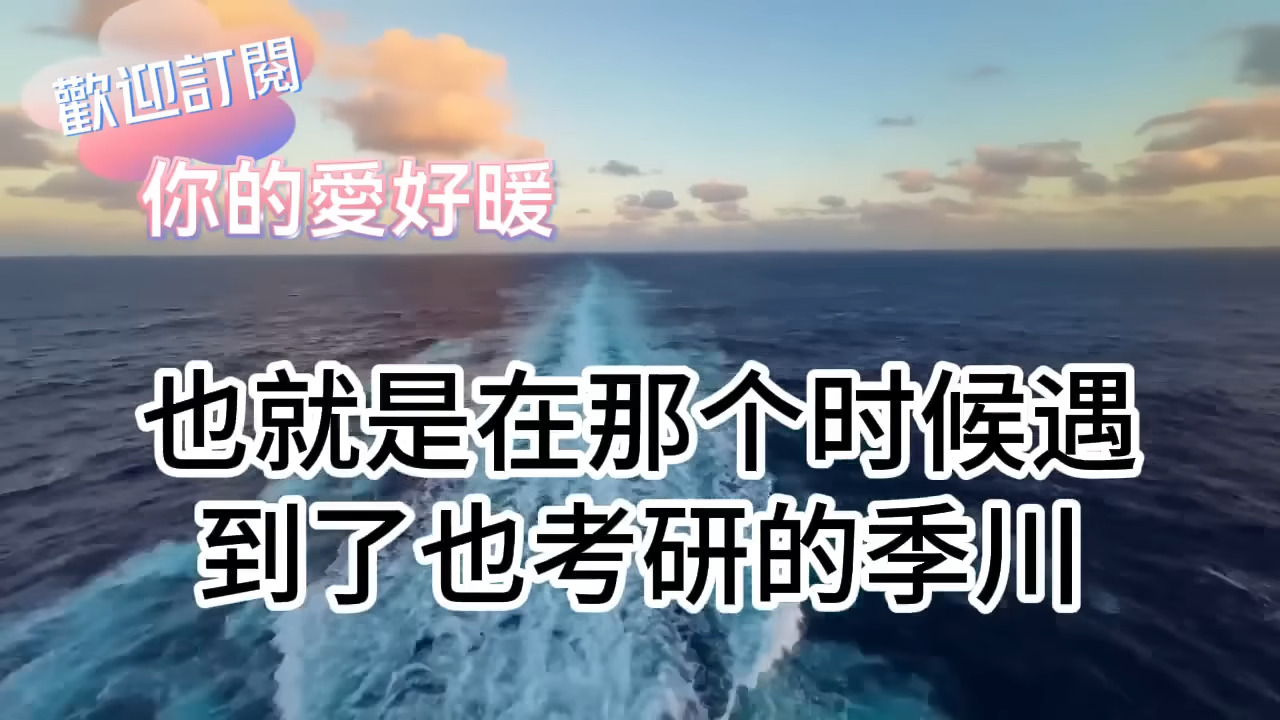 歡迎訂閱
你的愛好暖
也就是在那个时候遇
到了也考研的季川